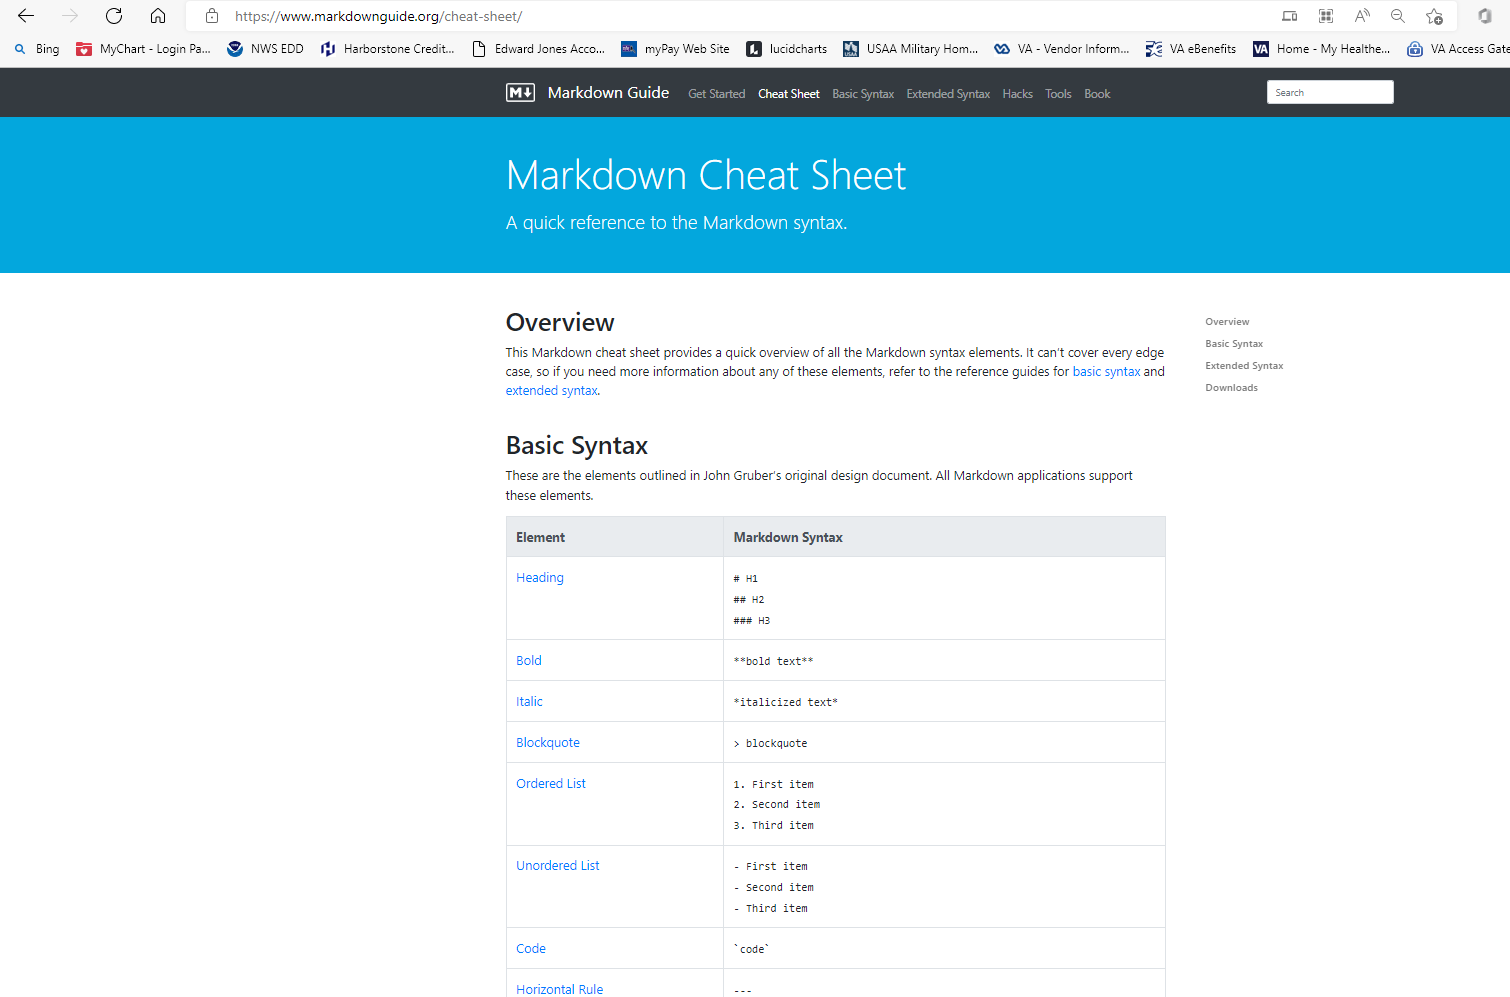 https://www.markdownguide.org/cheat-sheet/
Bing MyChart - Login Pa... NWS EDD Harborstone Credit... Edward Jones Acco... myPay Web Site lucidcharts USAA Military Hom... VA - Vendor Inform... VA eBenefits VA Home - My Healthe... VA Access Gate
M Markdown Guide Get Started Cheat Sheet Basic Syntax Extended Syntax Hacks Tools Book Search
Markdown Cheat Sheet
A quick reference to the Markdown syntax.
Overview
This Markdown cheat sheet provides a quick overview of all the Markdown syntax elements. It can't cover every edge
case, so if you need more information about any of these elements, refer to the reference guides for basic syntax and
extended syntax.
Overview
Basic Syntax
Extended Syntax
Downloads
Basic Syntax
These are the elements outlined in John Gruber's original design document. All Markdown applications support
these elements.
Element Markdown Syntax
Heading # H1
## H2
### H3
Bold **bold text**
Italic *italicized text*
Blockquote > blockquote
Ordered List 1. First item
2. Second item
3. Third item
Unordered List - First item
- Second item
- Third item
Code `code`
Horizontal Rule ---